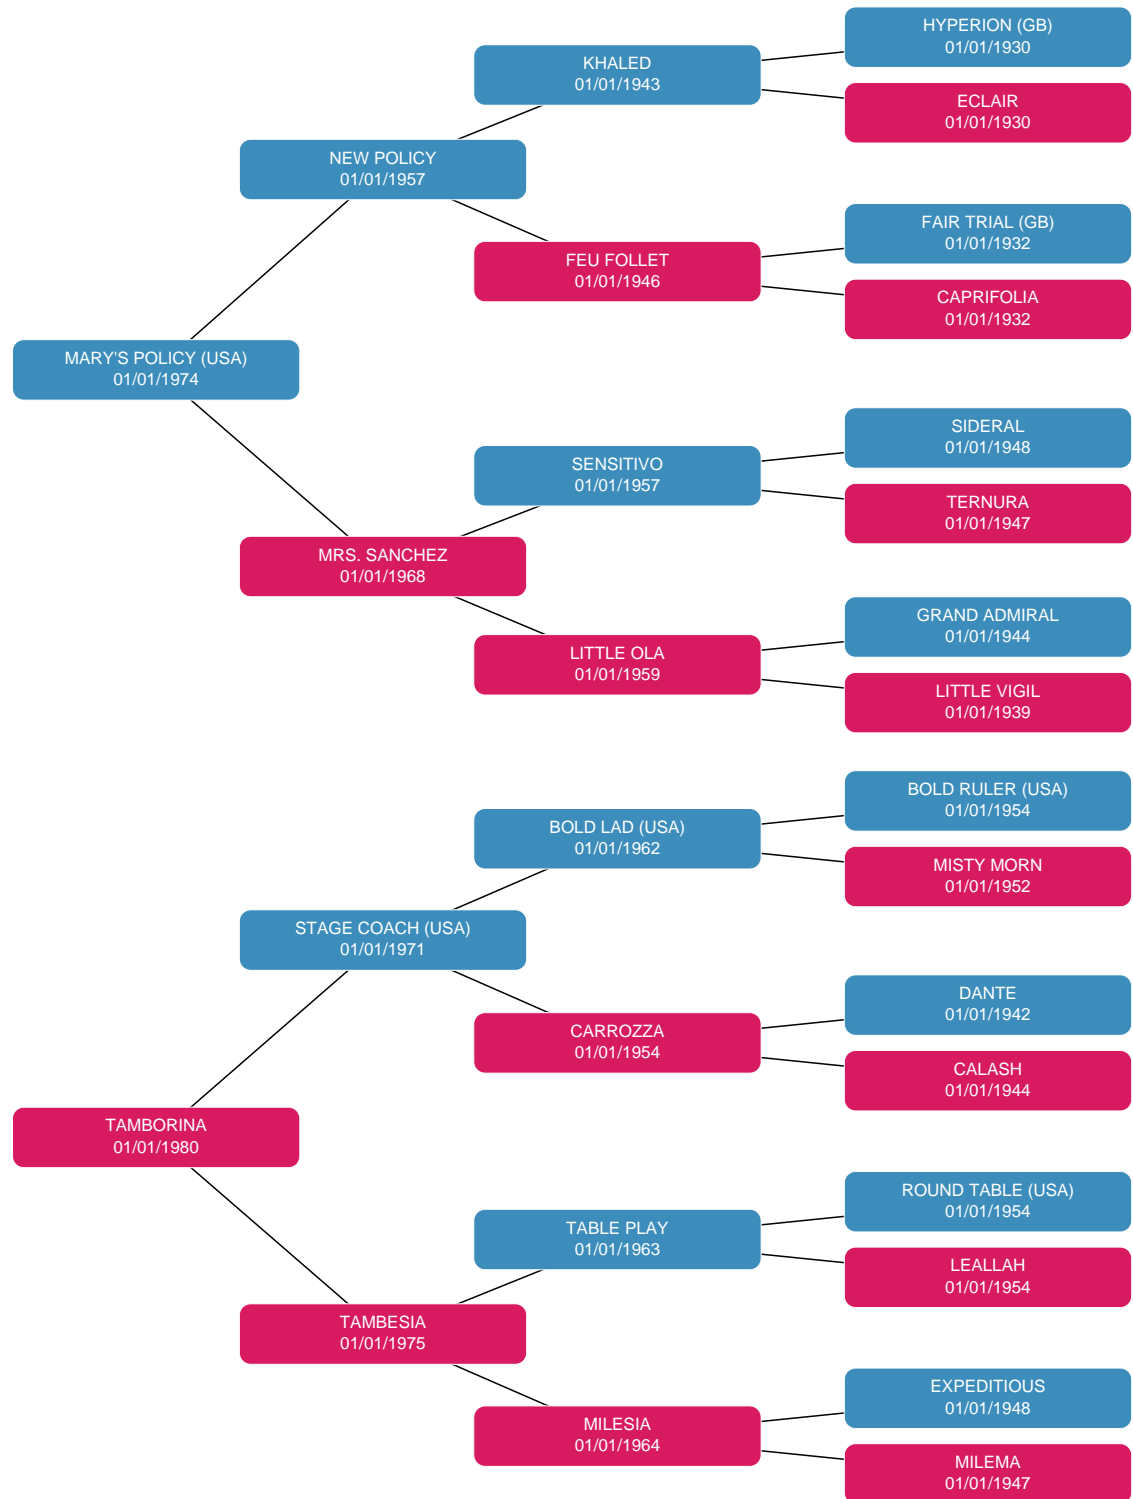 HYPERION (GB)
01/01/1930
KHALED
01/01/1943
ECLAIR
01/01/1930
NEW POLICY
01/01/1957
FAIR TRIAL (GB)
01/01/1932
FEU FOLLET
01/01/1946
CAPRIFOLIA
01/01/1932
MARY'S POLICY (USA)
01/01/1974
SIDERAL
01/01/1948
SENSITIVO
01/01/1957
TERNURA
01/01/1947
MRS. SANCHEZ
01/01/1968
GRAND ADMIRAL
01/01/1944
LITTLE OLA
01/01/1959
LITTLE VIGIL
01/01/1939
BOLD RULER (USA)
01/01/1954
BOLD LAD (USA)
01/01/1962
MISTY MORN
01/01/1952
STAGE COACH (USA)
01/01/1971
DANTE
01/01/1942
CARROZZA
01/01/1954
CALASH
01/01/1944
TAMBORINA
01/01/1980
ROUND TABLE (USA)
01/01/1954
TABLE PLAY
01/01/1963
LEALLAH
01/01/1954
TAMBESIA
01/01/1975
EXPEDITIOUS
01/01/1948
MILESIA
01/01/1964
MILEMA
01/01/1947